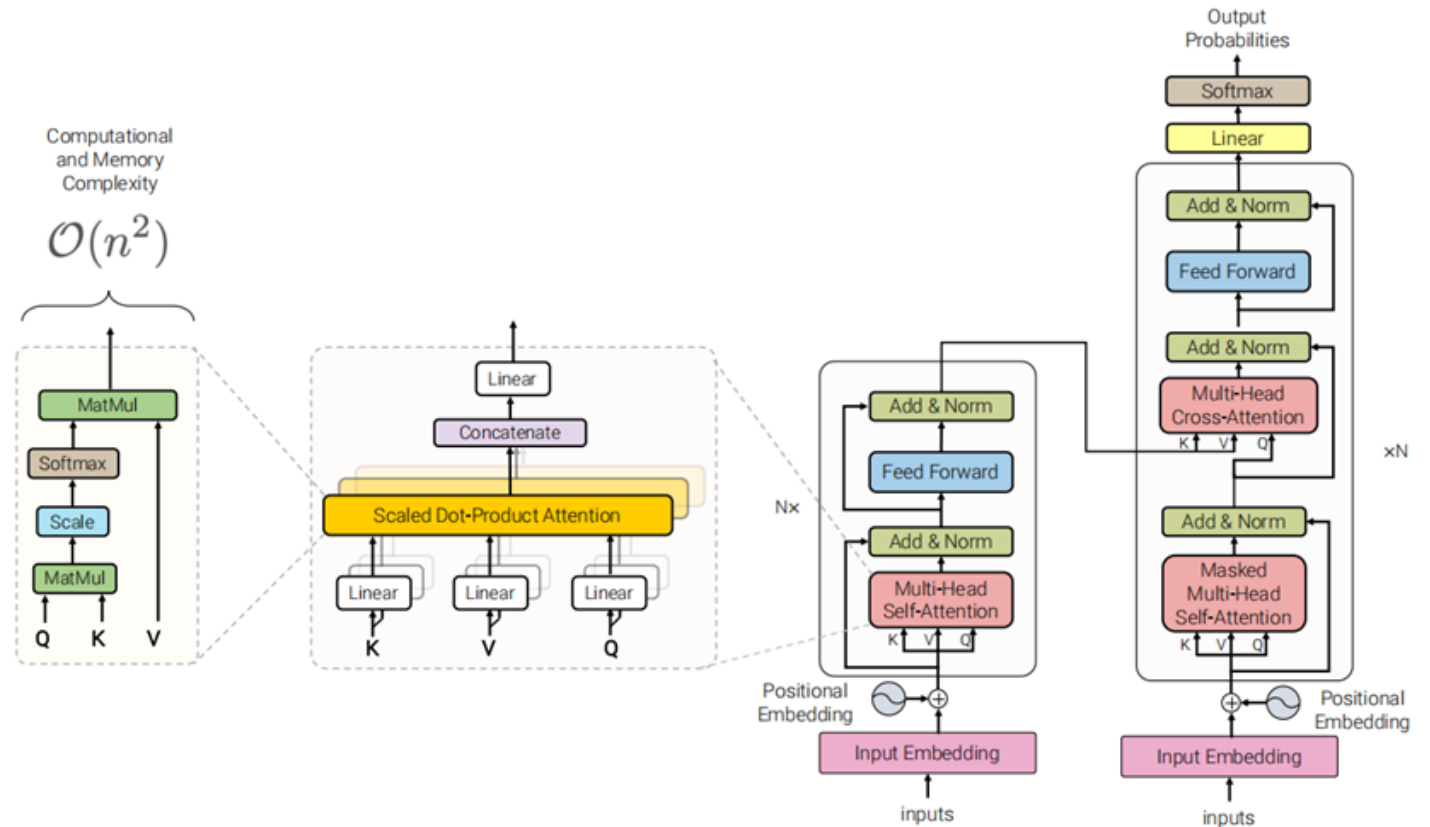 Computational
and Memory
Complexity
𝒪(n²)
MatMul
Softmax
Scale
MatMul
Q K V
Linear
Concatenate
Scaled Dot-Product Attention
Linear Linear Linear
K V Q
Nx
Add & Norm
Feed Forward
Add & Norm
Multi-Head
Self-Attention
K V Q
Positional
Embedding
Input Embedding
inputs
Output
Probabilities
Softmax
Linear
Add & Norm
Feed Forward
Add & Norm
Multi-Head
Cross-Attention
K V Q
×N
Add & Norm
Masked
Multi-Head
Self-Attention
K V Q
Positional
Embedding
Input Embedding
inputs